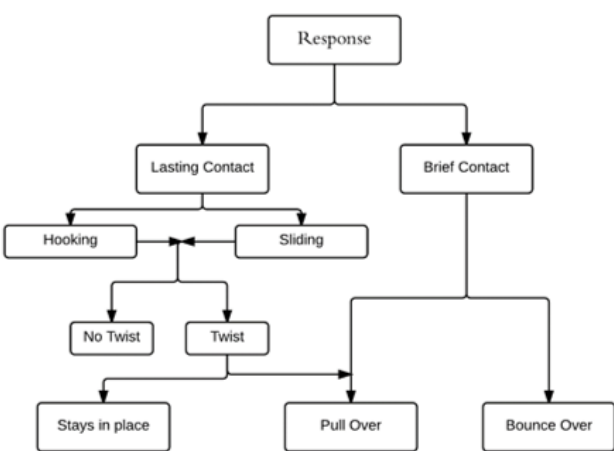 Response
Lasting Contact
Brief Contact
Hooking
Sliding
No Twist
Twist
Stays in place
Pull Over
Bounce Over